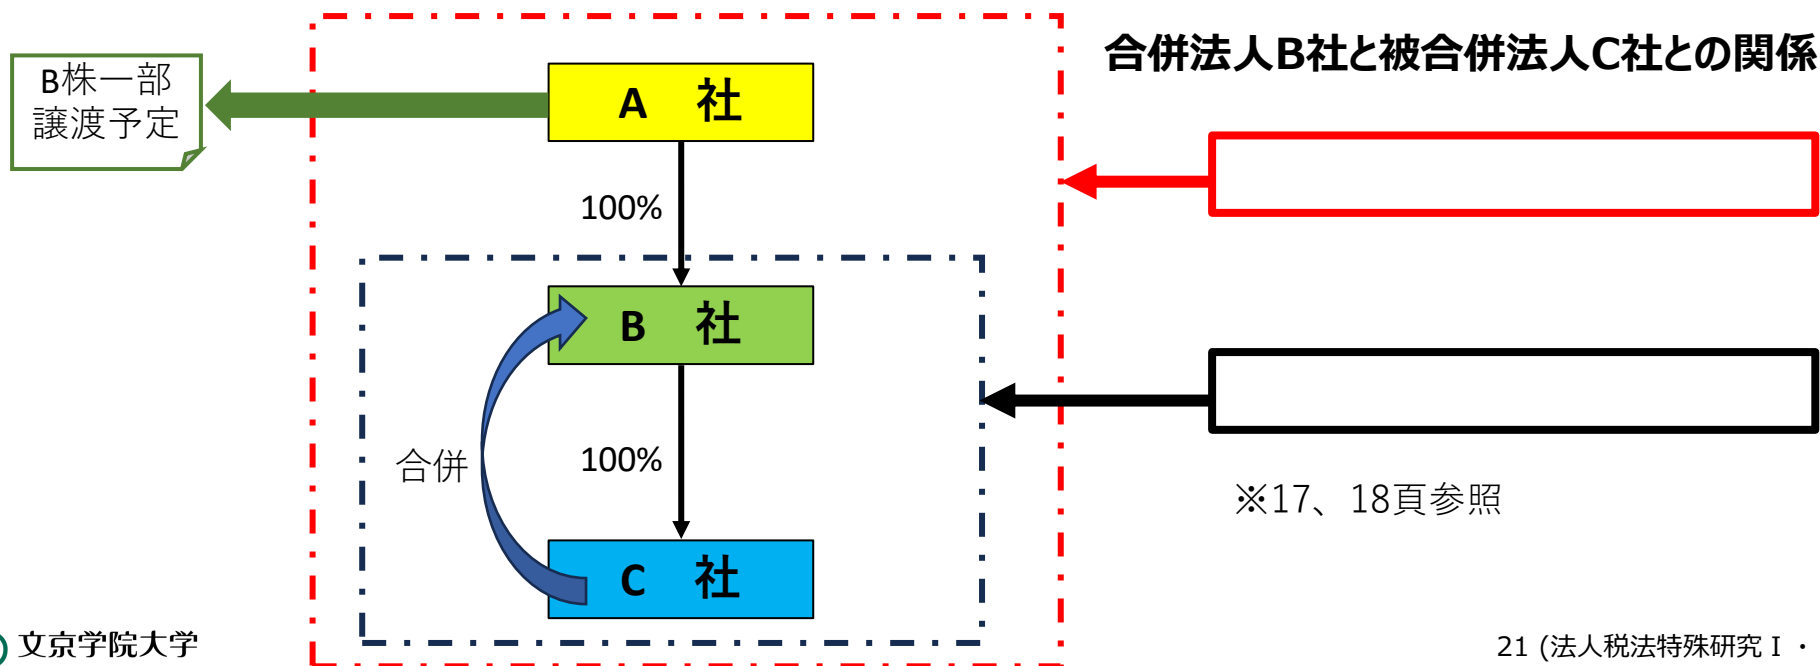 合併法人B社と被合併法人C社との関係
B株一部
譲渡予定
A 社
100%
B 社
合併
100%
※17、18頁参照
C 社
文京学院大学
21 (法人税法特殊研究Ⅰ・